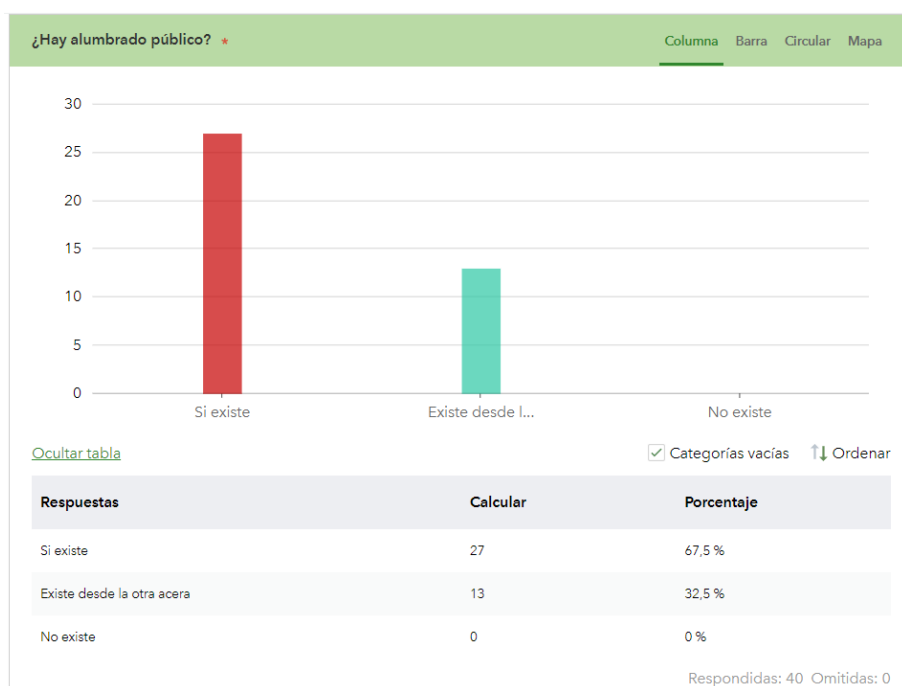 ¿Hay alumbrado público? *
Columna Barra Circular Mapa
30
25
20
15
10
5
0
Si existe Existe desde l... No existe
Ocultar tabla Categorías vacías Ordenar
Respuestas Calcular Porcentaje
Si existe 27 67,5 %
Existe desde la otra acera 13 32,5 %
No existe 0 0 %
Respondidas: 40 Omitidas: 0